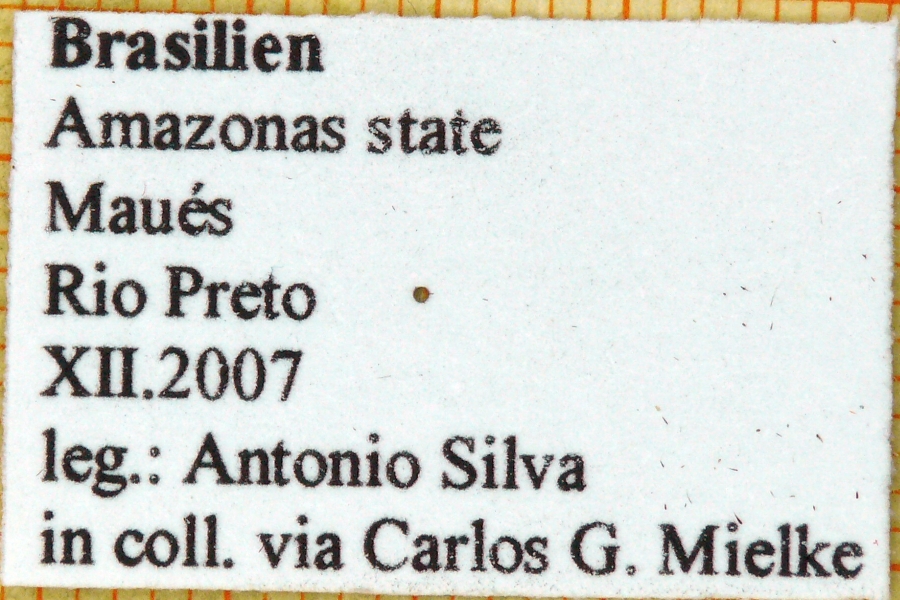 Brasilien
Amazonas state
Maués
Rio Preto
XII.2007
leg.: Antonio Silva
in coll. via Carlos G. Mielke